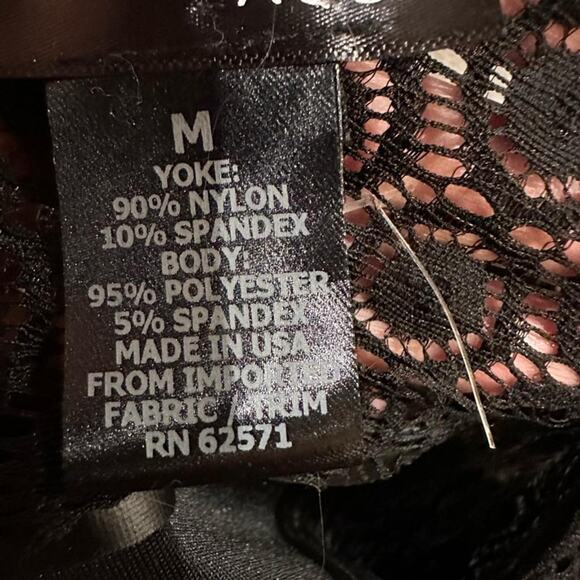 M
YOKE:
90% NYLON
10% SPANDEX
BODY:
95% POLYESTER
5% SPANDEX
MADE IN USA
FROM IMPORTED
FABRIC / TRIM
RN 62571